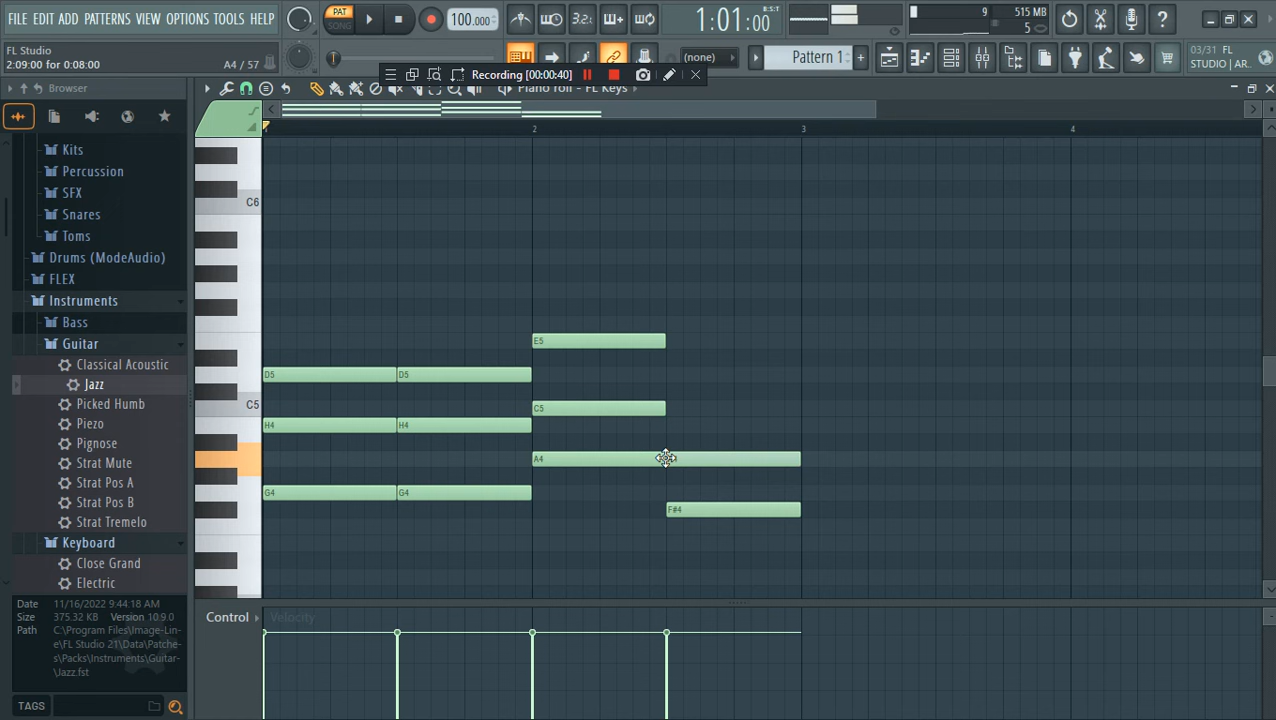 FILE EDIT ADD PATTERNS VIEW OPTIONS TOOLS HELP
PAT
SONG
100.000
3.2.
1:01:00
B:S:T
9
515 MB
5
FL Studio
2:09:00 for 0:08:00
A4 / 57
(none)
Pattern 1
+
03/31 FL
STUDIO | AR.
Recording [00:00:40]
Browser
Piano roll - FL Keys
1
2
3
4
Kits
Percussion
SFX
Snares
Toms
Drums (ModeAudio)
FLEX
Instruments
Bass
Guitar
Classical Acoustic
Jazz
Picked Humb
Piezo
Pignose
Strat Mute
Strat Pos A
Strat Pos B
Strat Tremelo
Keyboard
Close Grand
Electric
C6
C5
E5
D5
D5
C5
H4
H4
A4
G4
G4
F#4
Date 11/16/2022 9:44:18 AM
Size 375.32 KB Version 10.9.0
Path C:\Program Files\Image-Lin-
e\FL Studio 21\Data\Patche-
s\Packs\Instruments\Guitar-
\Jazz.fst
Control
Velocity
TAGS